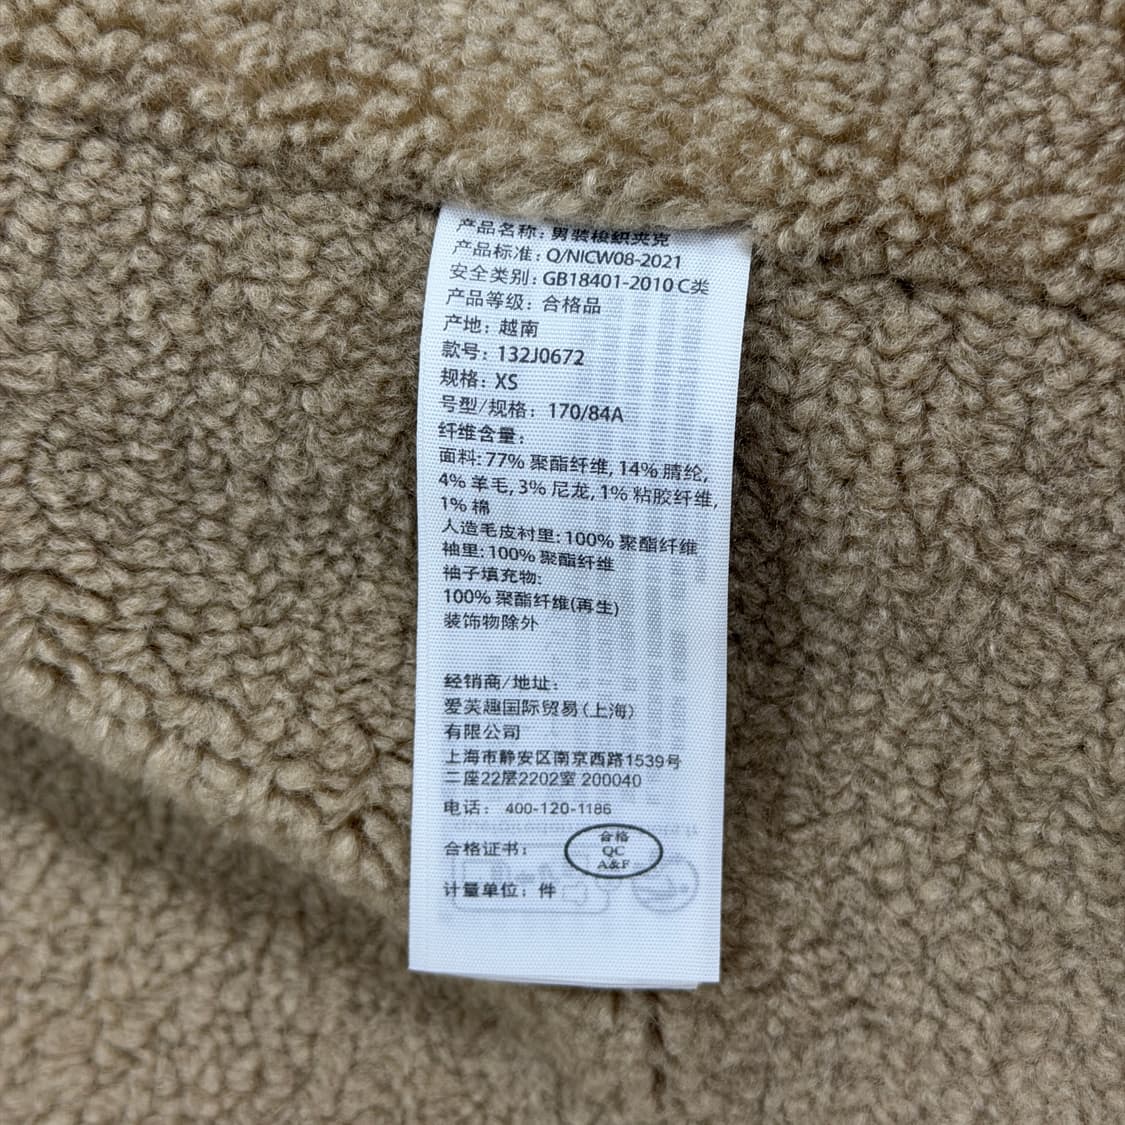 产品名称: 男装梭織夹克
产品标准: Q/NICW08-2021
安全类别: GB18401-2010 C类
产品等级: 合格品
产地: 越南
款号: 132J0672
规格: XS
号型/规格: 170/84A
纤维含量:
面料: 77% 聚酯纤维, 14% 腈纶,
4% 羊毛, 3% 尼龙, 1% 粘胶纤维,
1% 棉
人造毛皮衬里: 100% 聚酯纤维
袖里: 100% 聚酯纤维
袖子填充物:
100% 聚酯纤维(再生)
装饰物除外
经销商/地址:
爱芙趣国际贸易(上海)
有限公司
上海市静安区南京西路1539号
二座22层2202室 200040
电话: 400-120-1186
合格证书:
合格
QC
A&F
计量单位: 件